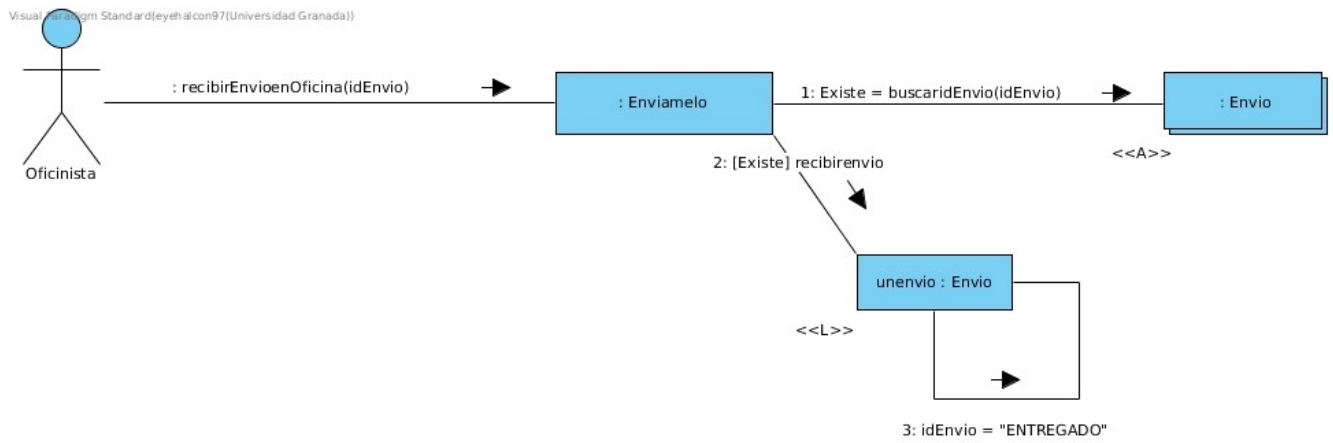 Visual Paradigm Standard(eyehalcon97(Universidad Granada))
: recibirEnvioenOficina(idEnvio)
: Enviamelo
1: Existe = buscaridEnvio(idEnvio)
: Envio
<<A>>
Oficinista
2: [Existe] recibirenvio
unenvio : Envio
<<L>>
3: idEnvio = "ENTREGADO"